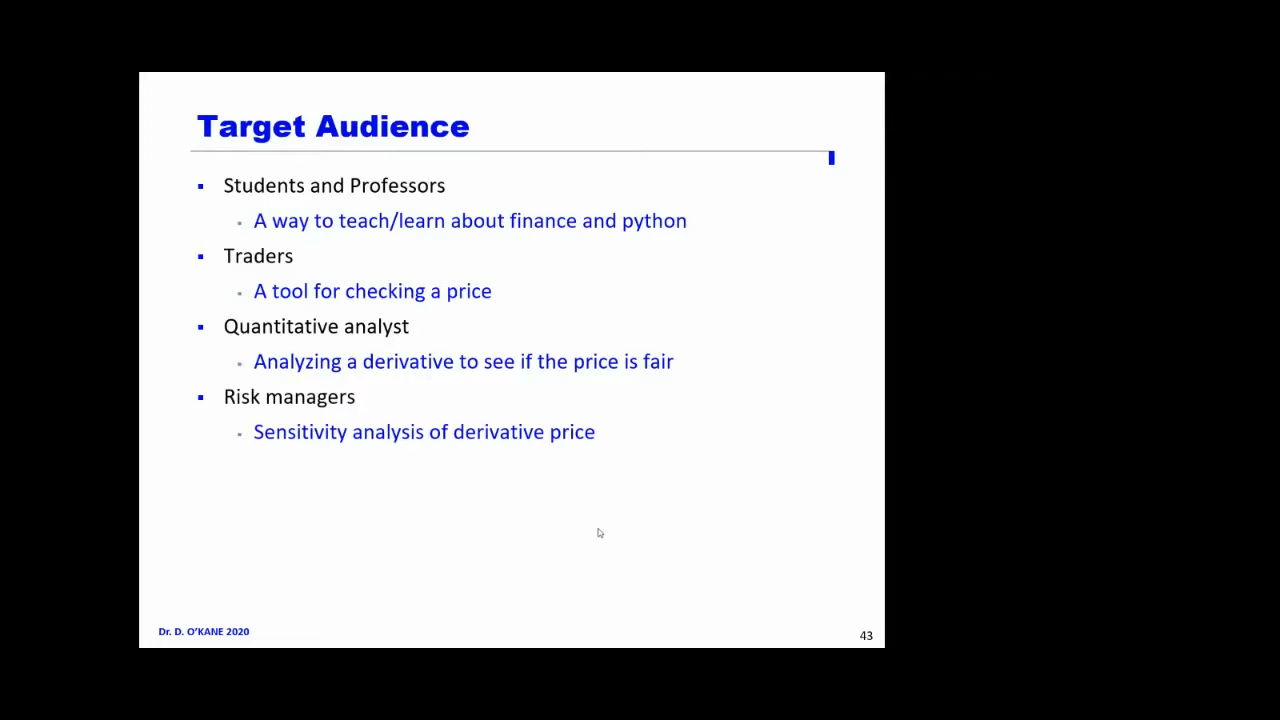 Target Audience
Students and Professors
A way to teach/learn about finance and python
Traders
A tool for checking a price
Quantitative analyst
Analyzing a derivative to see if the price is fair
Risk managers
Sensitivity analysis of derivative price
Dr. D. O'KANE 2020
43